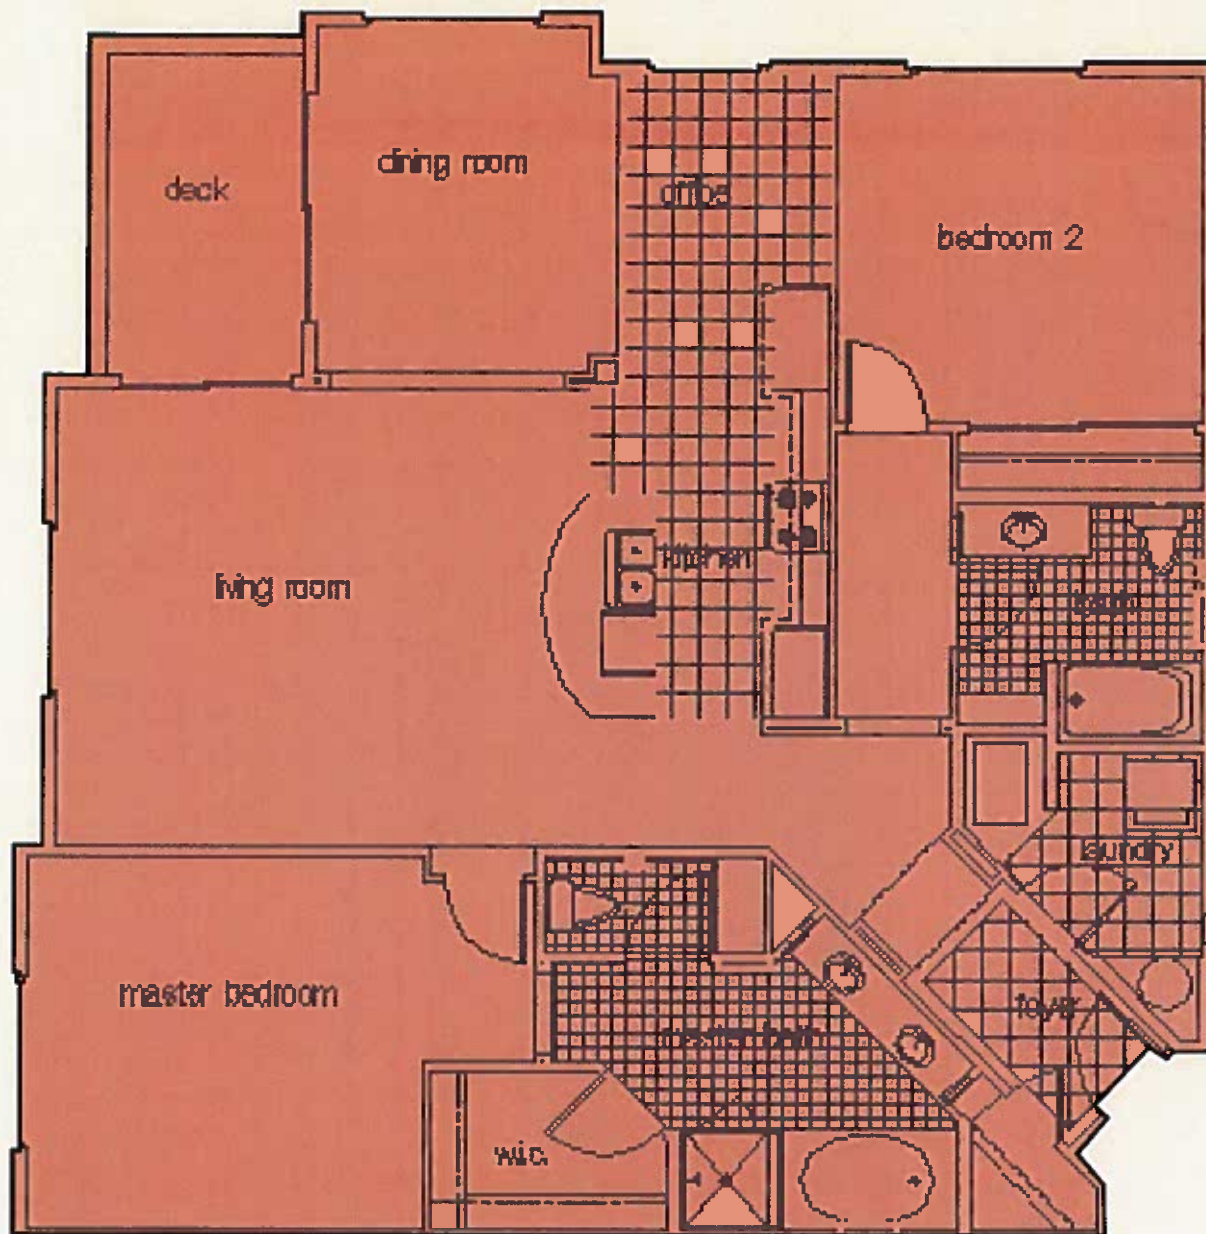 dining room
deck
office
bedroom 2
kitchen
living room
bath
laundry
master bedroom
foyer
master bath
w.i.c.